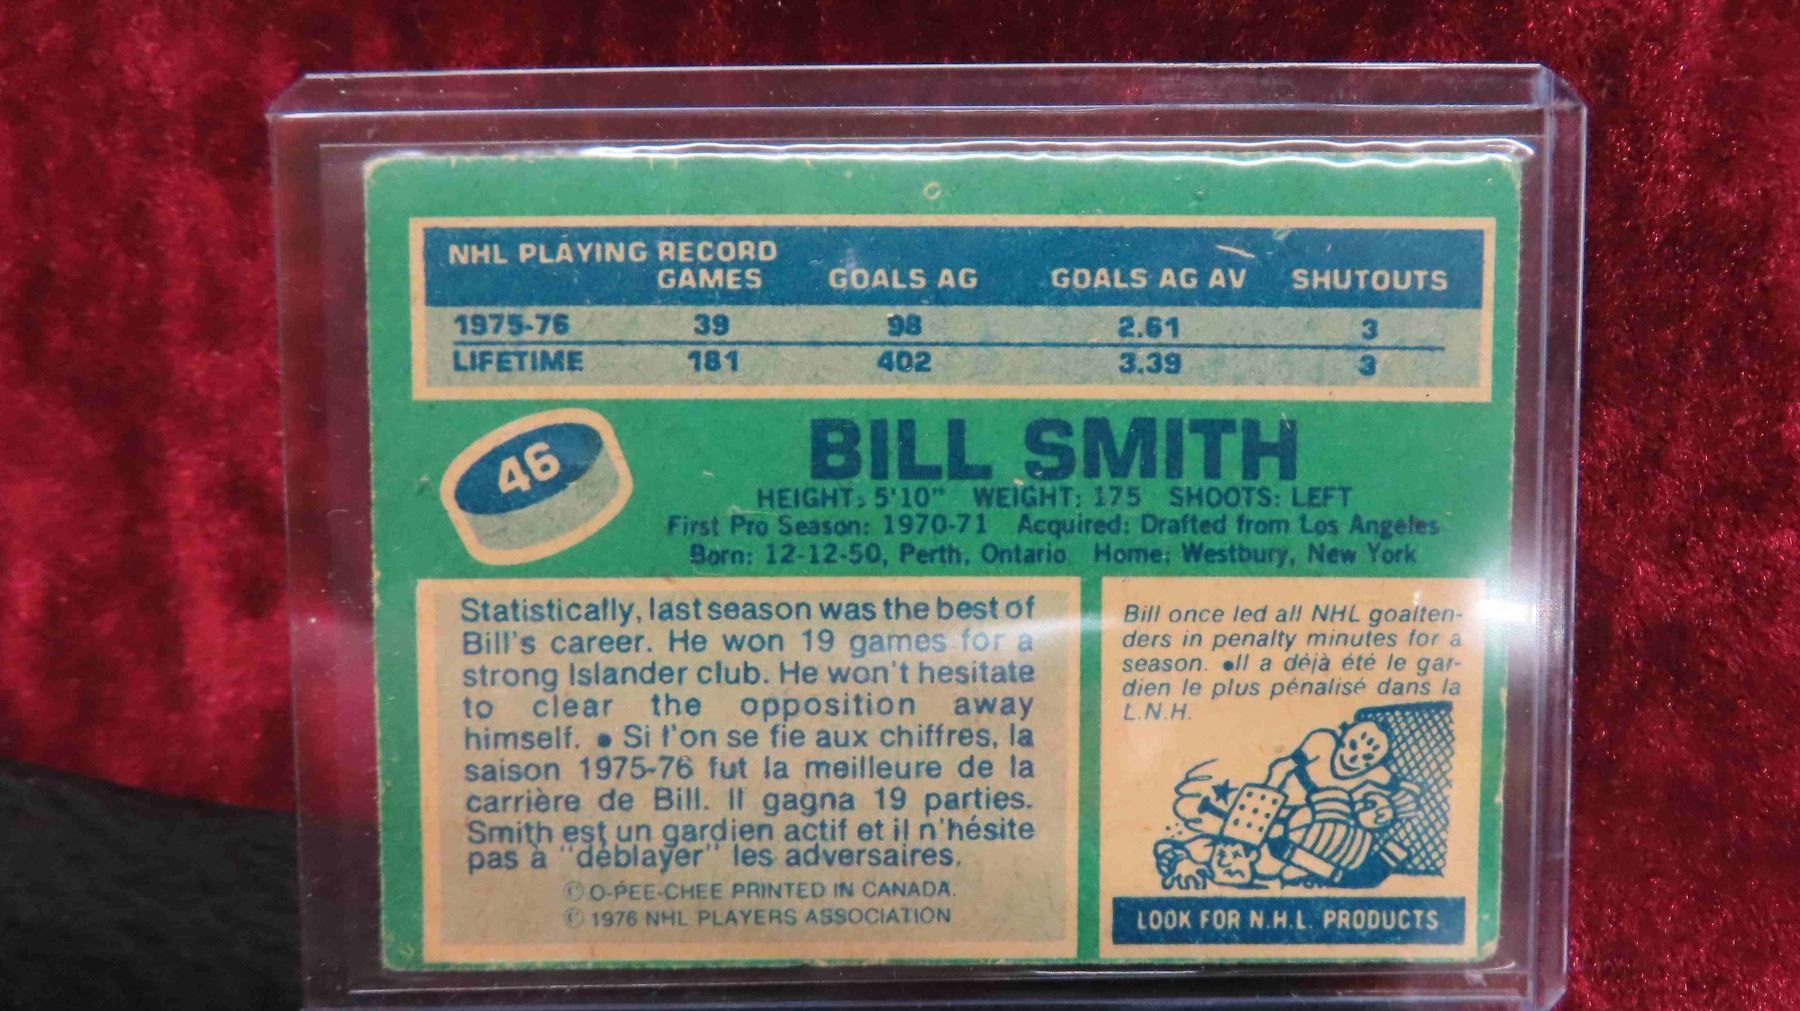 NHL PLAYING RECORD
GAMES GOALS AG GOALS AG AV SHUTOUTS
1975-76 39 98 2.61 3
LIFETIME 181 402 3.39 3
46
BILL SMITH
HEIGHT: 5'10" WEIGHT: 175 SHOOTS: LEFT
First Pro Season: 1970-71 Acquired: Drafted from Los Angeles
Born: 12-12-50, Perth, Ontario Home: Westbury, New York
Statistically, last season was the best of
Bill's career. He won 19 games for a
strong Islander club. He won't hesitate
to clear the opposition away
himself. • Si l'on se fie aux chiffres, la
saison 1975-76 fut la meilleure de la
carrière de Bill. Il gagna 19 parties.
Smith est un gardien actif et il n'hésite
pas à "déblayer" les adversaires.
© O-PEE-CHEE PRINTED IN CANADA.
© 1976 NHL PLAYERS ASSOCIATION
Bill once led all NHL goalten-
ders in penalty minutes for a
season. •Il a déjà été le gar-
dien le plus pénalisé dans la
L.N.H.
LOOK FOR N.H.L. PRODUCTS